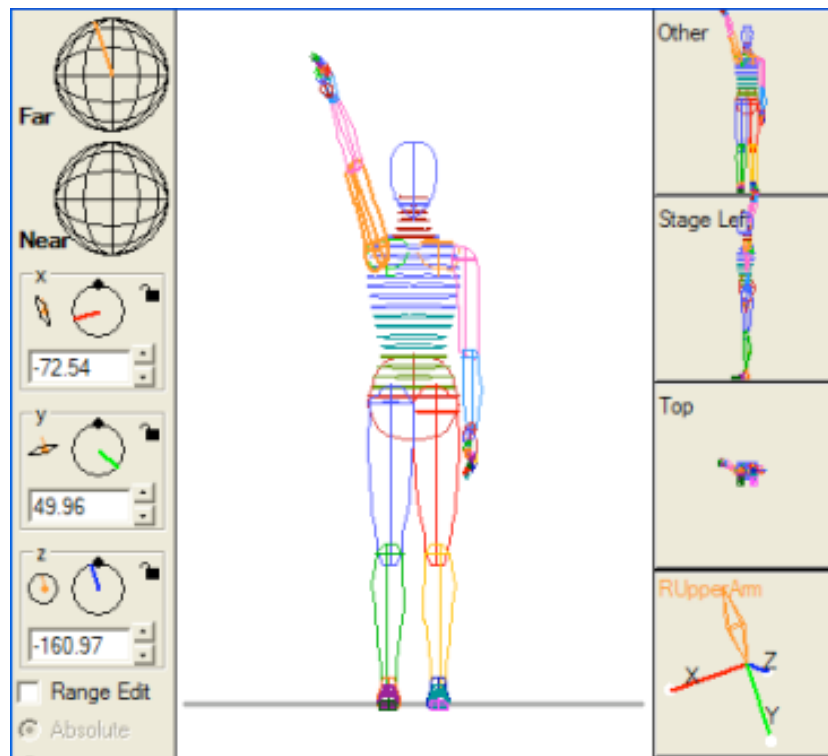 Far
Near
x
-72.54
y
49.96
z
-160.97
Range Edit
Absolute
Other
Stage Left
Top
RUpperArm
X
Z
Y